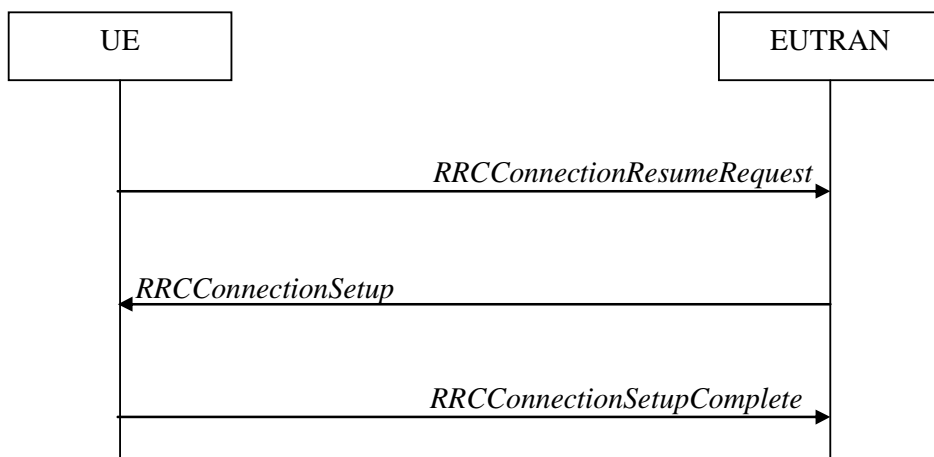 UE
EUTRAN
RRCConnectionResumeRequest
RRCConnectionSetup
RRCConnectionSetupComplete